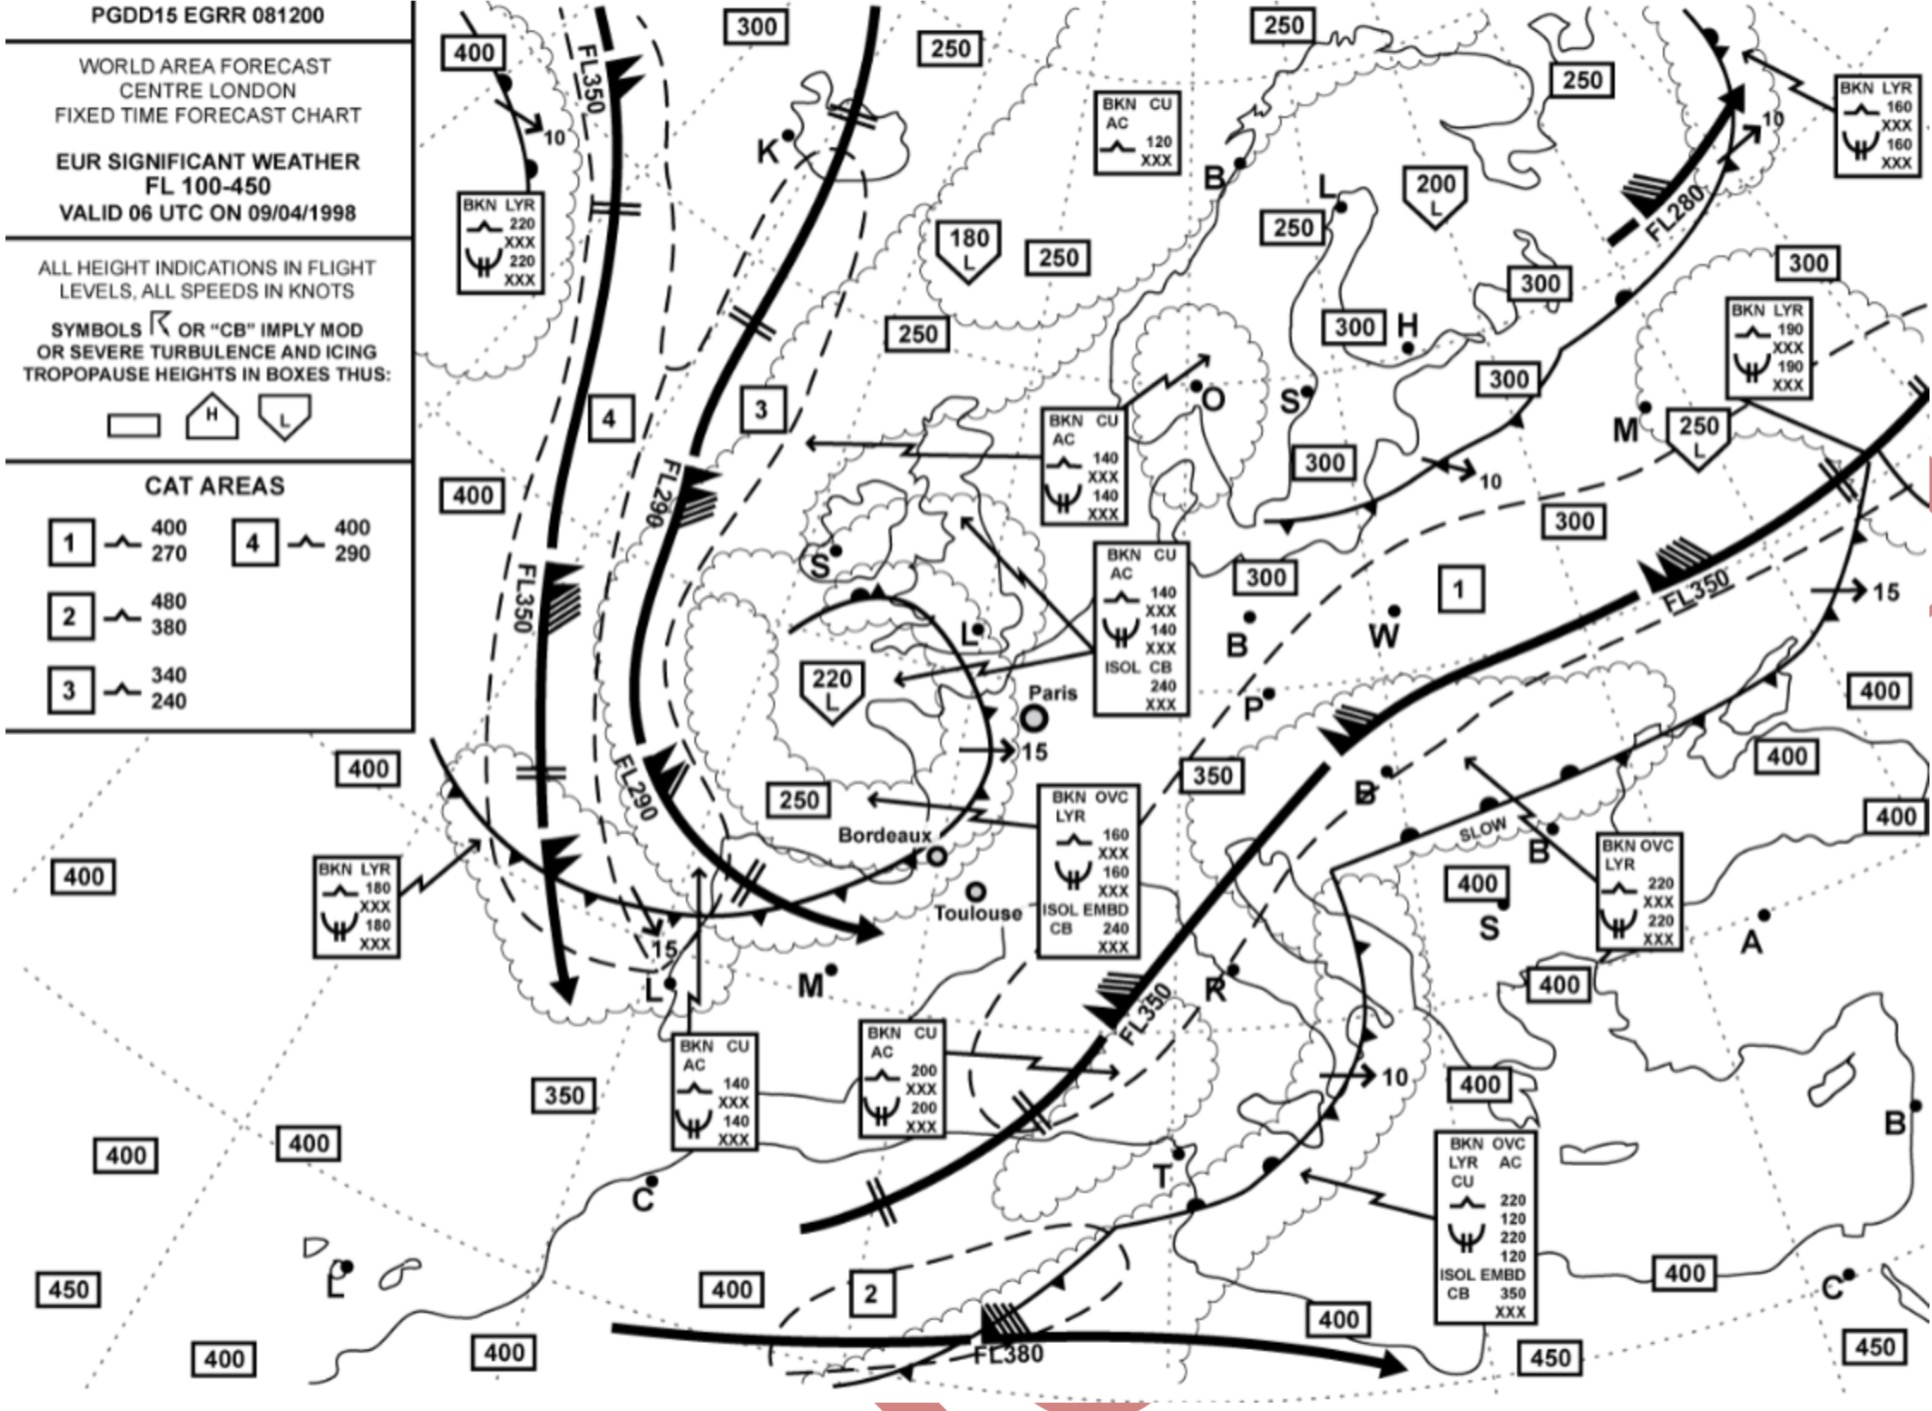 PGDD15 EGRR 081200
WORLD AREA FORECAST
CENTRE LONDON
FIXED TIME FORECAST CHART
EUR SIGNIFICANT WEATHER
FL 100-450
VALID 06 UTC ON 09/04/1998
ALL HEIGHT INDICATIONS IN FLIGHT
LEVELS, ALL SPEEDS IN KNOTS
SYMBOLS OR "CB" IMPLY MOD
OR SEVERE TURBULENCE AND ICING
TROPOPAUSE HEIGHTS IN BOXES THUS:
H
L
CAT AREAS
1 400 4 400
270 290
2 480
380
3 340
240
400
FL350
300
250
250
250
10
K
BKN CU
AC
120
XXX
B
L
200
L
BKN LYR
160
XXX
160
XXX
10
FL280
BKN LYR
220
XXX
220
XXX
180
L
250
250
250
300
300
300
H
300
BKN LYR
190
XXX
190
XXX
4
3
O
S
M
250
L
BKN CU
AC
140
XXX
140
XXX
300
10
400
FL290
300
FL350
S
BKN CU
AC
140
XXX
140
XXX
ISOL CB
240
XXX
300
1
FL350
15
B
W
L
220
L
Paris
P
400
15
400
FL290
250
350
400
B
Bordeaux
BKN OVC
LYR
160
XXX
160
XXX
ISOL EMBD
CB 240
XXX
SLOW
B
400
400
BKN LYR
180
XXX
180
XXX
Toulouse
400
S
BKN OVC
LYR
220
XXX
220
XXX
A
15
L
M
R
FL350
400
BKN CU
AC
140
XXX
140
XXX
BKN CU
AC
200
XXX
200
XXX
350
10
400
B
400
400
BKN OVC
LYR AC
CU
220
120
220
120
ISOL EMBD
CB 350
XXX
T
C
L
450
400
2
400
C
400
FL380
400
400
450
450